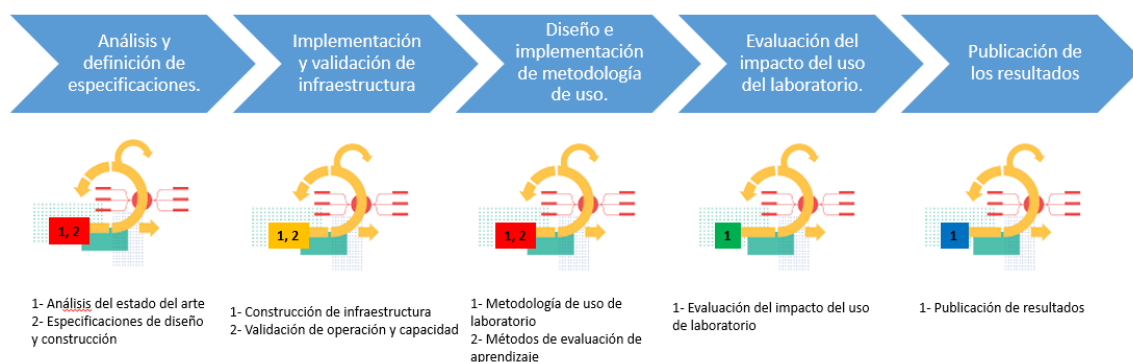 Análisis y
definición de
especificaciones.
Implementación
y validación de
infraestructura
Diseño e
implementación
de metodología
de uso.
Evaluación del
impacto del uso
del laboratorio.
Publicación de
los resultados
1, 2
1, 2
1, 2
1
1
1- Análisis del estado del arte
2- Especificaciones de diseño
y construcción
1- Construcción de infraestructura
2- Validación de operación y capacidad
1- Metodología de uso de
laboratorio
2- Métodos de evaluación de
aprendizaje
1- Evaluación del impacto del uso
de laboratorio
1- Publicación de resultados